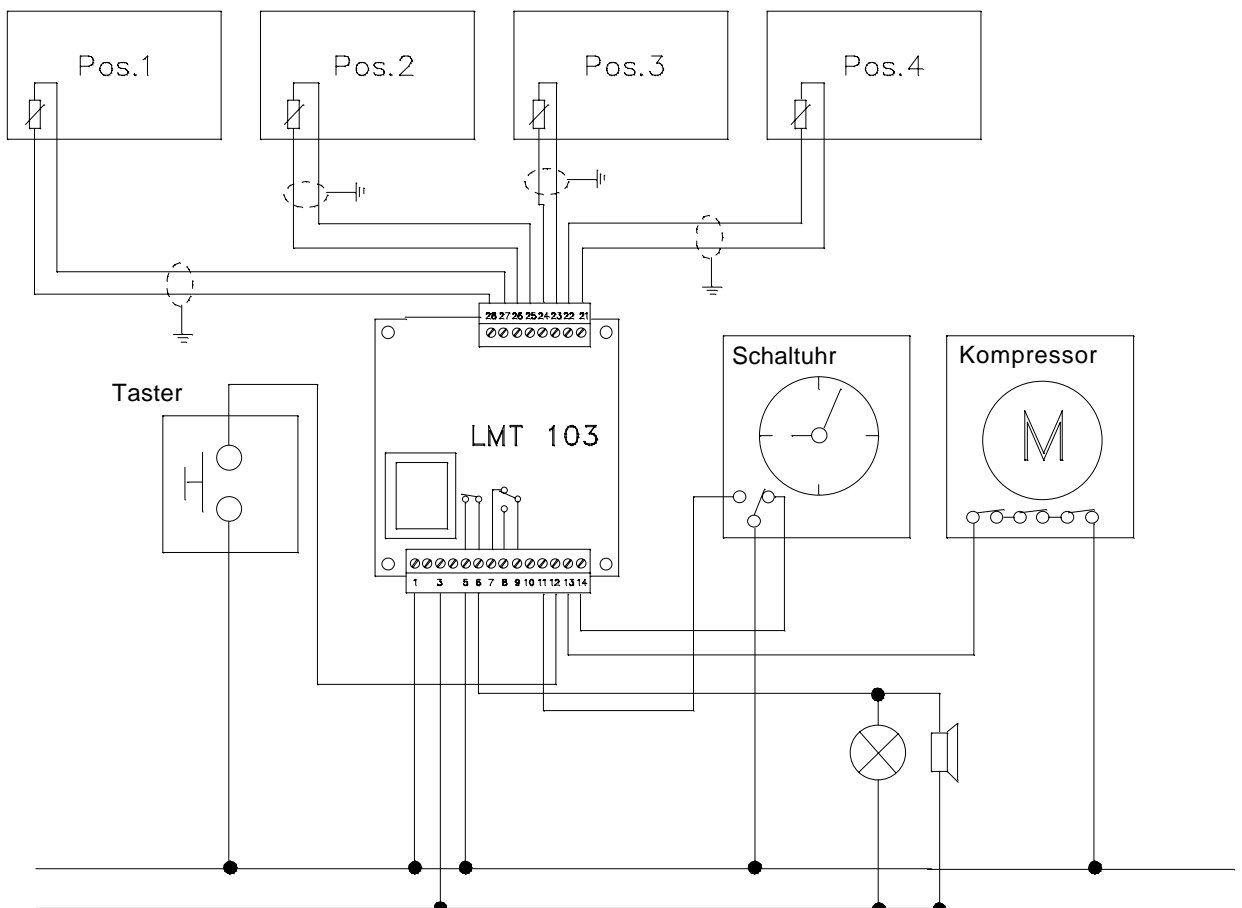 Pos.1 Pos.2 Pos.3 Pos.4
28 27 26 25 24 23 22 21
Schaltuhr
Kompressor
Taster
LMT 103
M
1 3 5 6 7 8 9 10 11 12 13 14